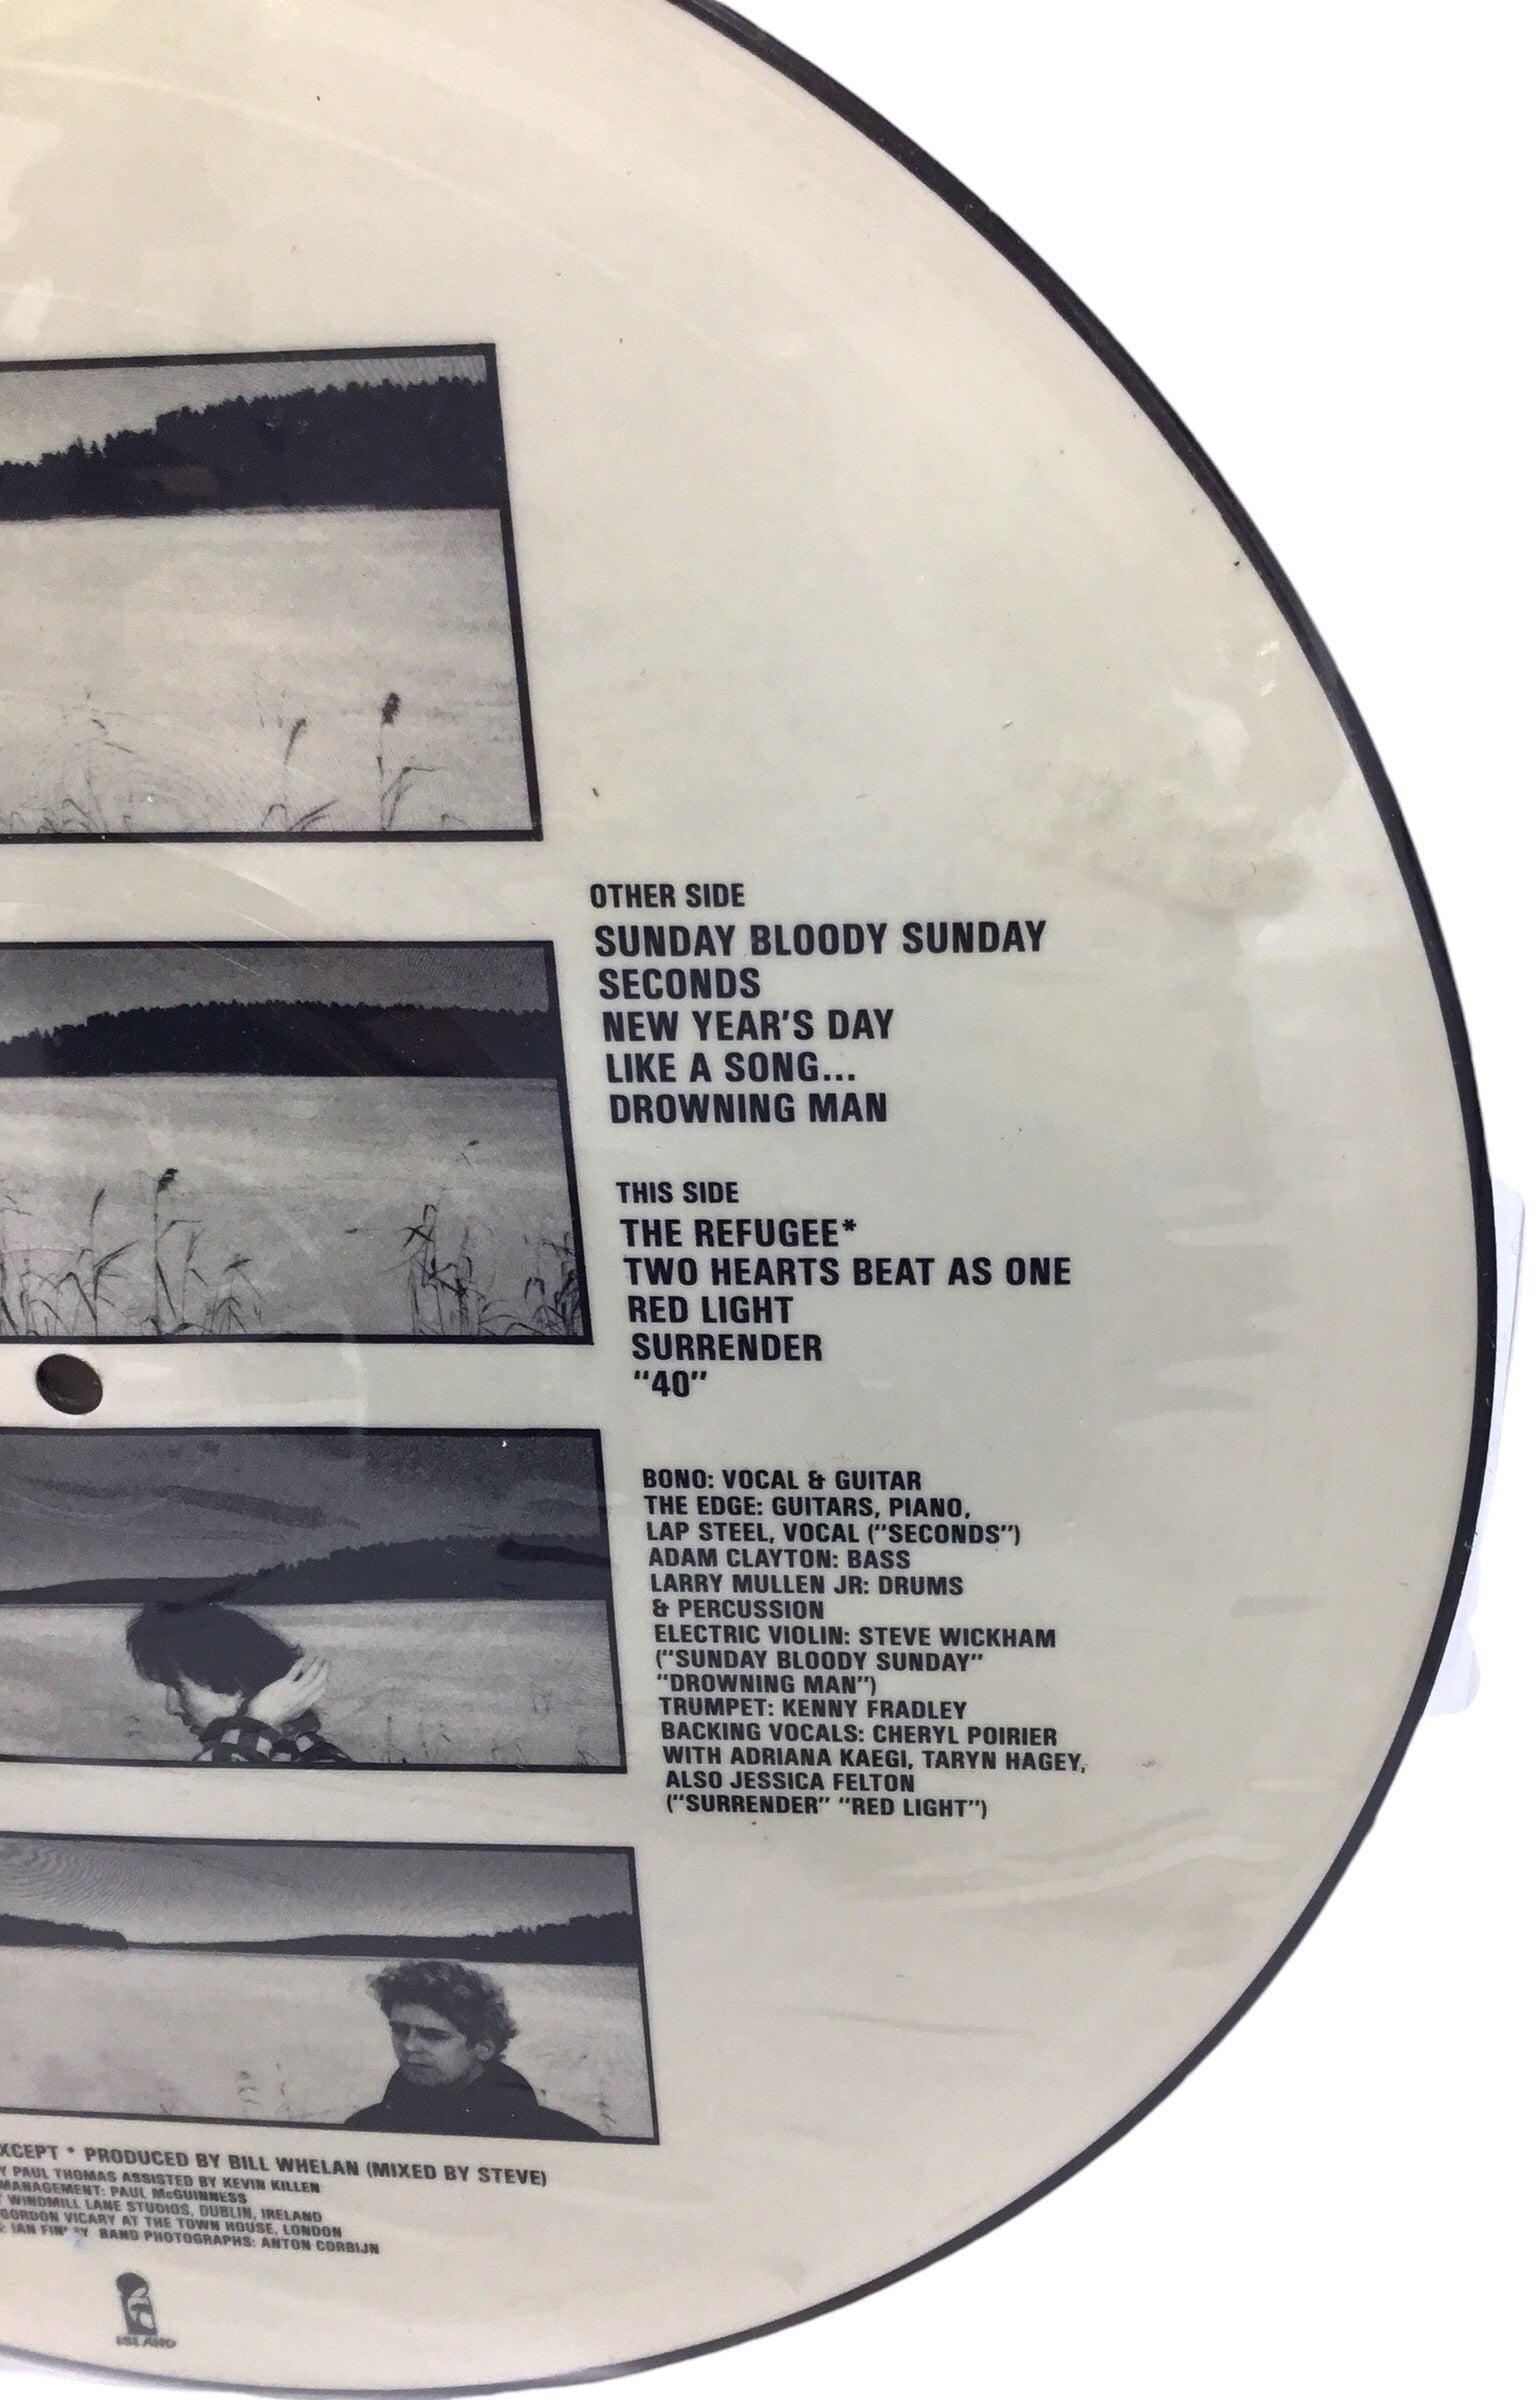 OTHER SIDE
SUNDAY BLOODY SUNDAY
SECONDS
NEW YEAR'S DAY
LIKE A SONG...
DROWNING MAN
THIS SIDE
THE REFUGEE*
TWO HEARTS BEAT AS ONE
RED LIGHT
SURRENDER
"40"
BONO: VOCAL & GUITAR
THE EDGE: GUITARS, PIANO,
LAP STEEL, VOCAL ("SECONDS")
ADAM CLAYTON: BASS
LARRY MULLEN JR: DRUMS
& PERCUSSION
ELECTRIC VIOLIN: STEVE WICKHAM
("SUNDAY BLOODY SUNDAY"
"DROWNING MAN")
TRUMPET: KENNY FRADLEY
BACKING VOCALS: CHERYL POIRIER
WITH ADRIANA KAEGI, TARYN HAGEY,
ALSO JESSICA FELTON
("SURRENDER" "RED LIGHT")
XCEPT * PRODUCED BY BILL WHELAN (MIXED BY STEVE)
Y PAUL THOMAS ASSISTED BY KEVIN KILLEN
MANAGEMENT: PAUL McGUINNESS
T WINDMILL LANE STUDIOS, DUBLIN, IRELAND
GORDON VICARY AT THE TOWN HOUSE, LONDON
IAN BAND PHOTOGRAPHS: ANTON CORBIJN
ISLAND